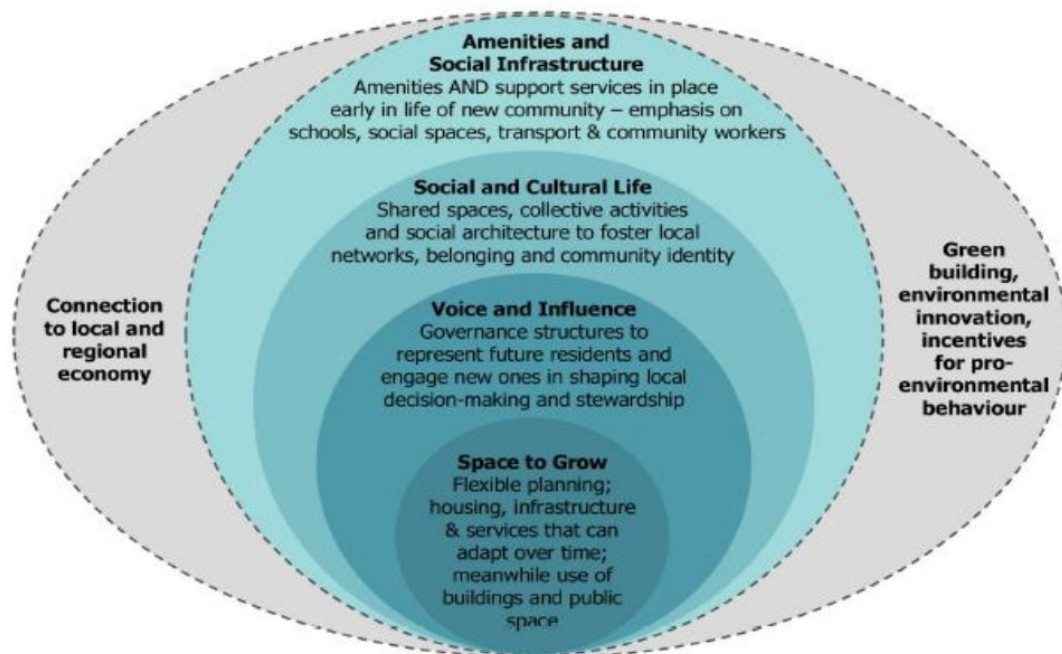 Amenities and
Social Infrastructure
Amenities AND support services in place
early in life of new community – emphasis on
schools, social spaces, transport & community workers
Social and Cultural Life
Shared spaces, collective activities
and social architecture to foster local
networks, belonging and community identity
Voice and Influence
Governance structures to
represent future residents and
engage new ones in shaping local
decision-making and stewardship
Space to Grow
Flexible planning;
housing, infrastructure
& services that can
adapt over time;
meanwhile use of
buildings and public
space
Connection
to local and
regional
economy
Green
building,
environmental
innovation,
incentives
for pro-
environmental
behaviour